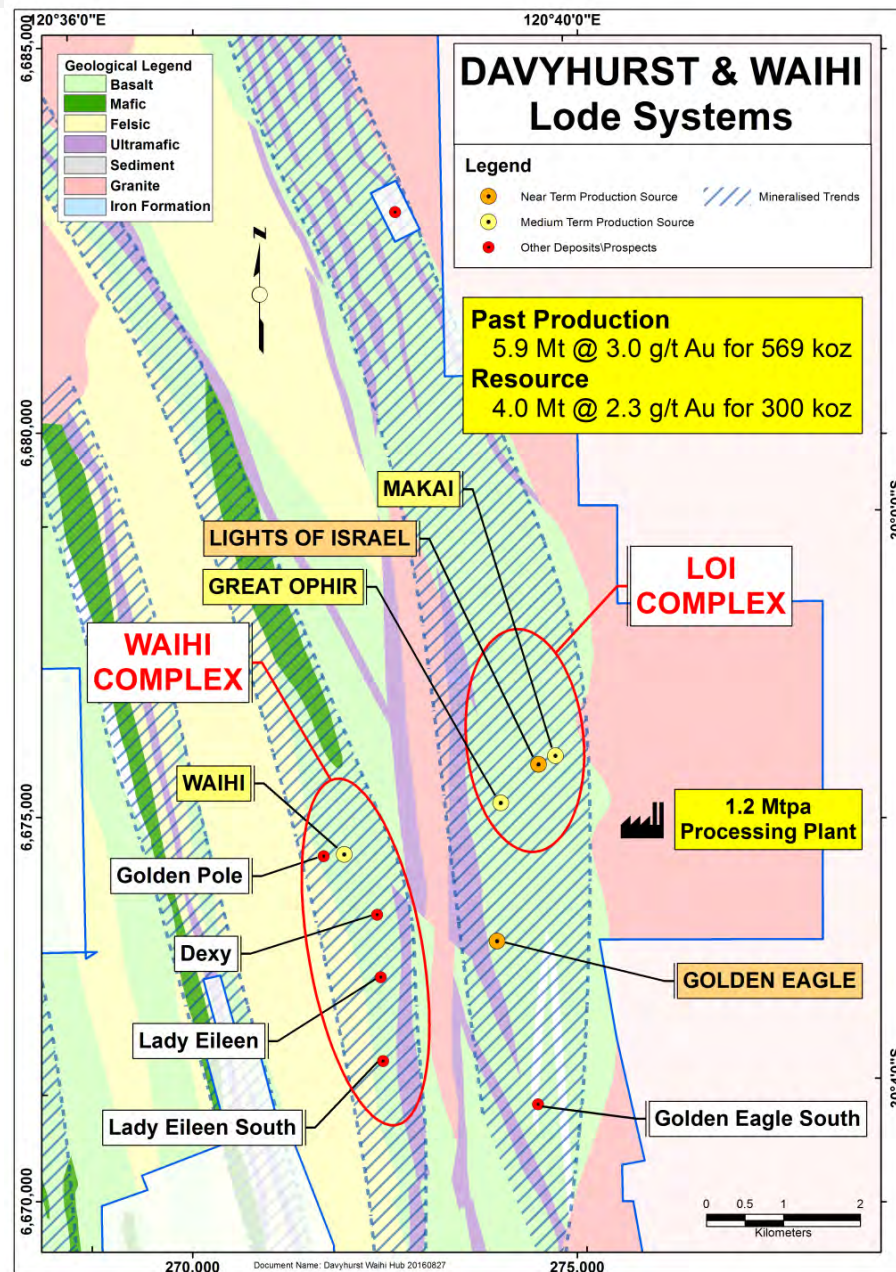 120°36'0"E
120°40'0"E
6,685,000
Geological Legend
Basalt
Mafic
Felsic
Ultramafic
Sediment
Granite
Iron Formation
DAVYHURST & WAIHI
Lode Systems
Legend
Near Term Production Source
Mineralised Trends
Medium Term Production Source
Other Deposits\Prospects
Past Production
5.9 Mt @ 3.0 g/t Au for 569 koz
Resource
4.0 Mt @ 2.3 g/t Au for 300 koz
6,680,000
MAKAI
LIGHTS OF ISRAEL
GREAT OPHIR
LOI
COMPLEX
WAIHI
COMPLEX
WAIHI
6,675,000
1.2 Mtpa
Processing Plant
Golden Pole
Dexy
GOLDEN EAGLE
Lady Eileen
Lady Eileen South
Golden Eagle South
6,670,000
0 0.5 1 2
Kilometers
270,000
Document Name: Davyhurst Waihi Hub 20160827
275,000